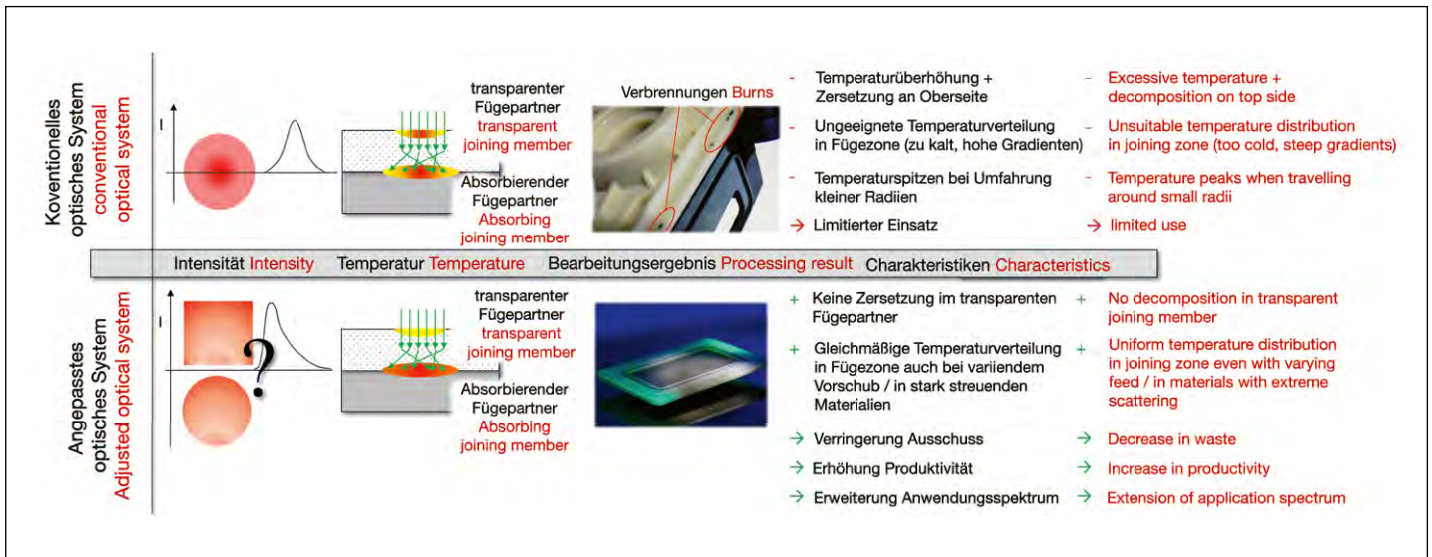 Koventionelles
optisches System
conventional
optical system
I
transparenter
Fügepartner
transparent
joining member
Absorbierender
Fügepartner
Absorbing
joining member
Verbrennungen Burns
- Temperaturüberhöhung +
Zersetzung an Oberseite
- Ungeeignete Temperaturverteilung
in Fügezone (zu kalt, hohe Gradienten)
- Temperaturspitzen bei Umfahrung
kleiner Radiien
→ Limitierter Einsatz
- Excessive temperature +
decomposition on top side
- Unsuitable temperature distribution
in joining zone (too cold, steep gradients)
- Temperature peaks when travelling
around small radii
→ limited use
Intensität Intensity Temperatur Temperature Bearbeitungsergebnis Processing result Charakteristiken Characteristics
Angepasstes
optisches System
Adjusted optical system
I
?
transparenter
Fügepartner
transparent
joining member
Absorbierender
Fügepartner
Absorbing
joining member
+ Keine Zersetzung im transparenten
Fügepartner
+ Gleichmäßige Temperaturverteilung
in Fügezone auch bei variiendem
Vorschub / in stark streuenden
Materialien
→ Verringerung Ausschuss
→ Erhöhung Produktivität
→ Erweiterung Anwendungsspektrum
+ No decomposition in transparent
joining member
+ Uniform temperature distribution
in joining zone even with varying
feed / in materials with extreme
scattering
→ Decrease in waste
→ Increase in productivity
→ Extension of application spectrum